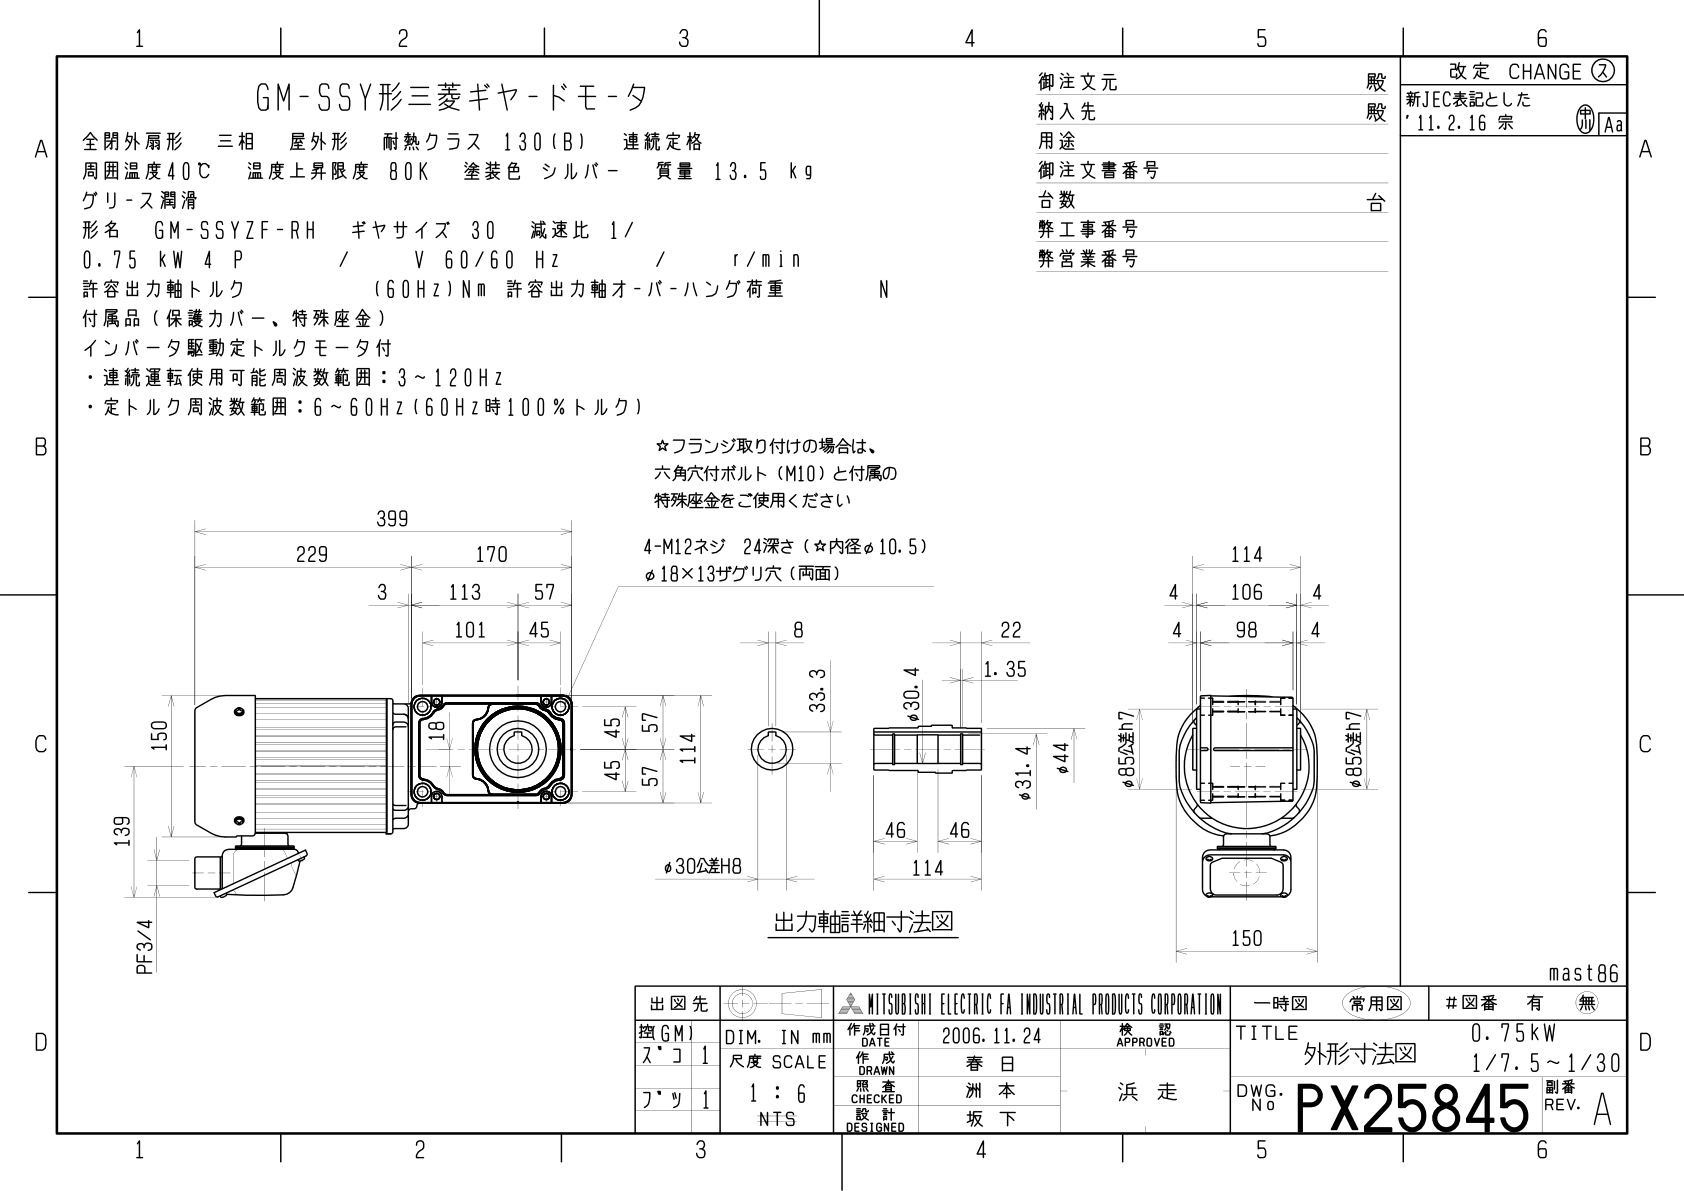 1 2 3 4 5 6
A
B
C
D
GM-SSY形三菱ギヤードモータ
全閉外扇形 三相 屋外形 耐熱クラス 130(B) 連続定格
周囲温度40℃ 温度上昇限度 80K 塗装色 シルバー 質量 13.5 kg
グリース潤滑
形名 GM-SSYZF-RH ギヤサイズ 30 減速比 1/
0.75 kW 4 P / V 60/60 Hz / r/min
許容出力軸トルク (60Hz)Nm 許容出力軸オーバーハング荷重 N
付属品(保護カバー、特殊座金)
インバータ駆動定トルクモータ付
・連続運転使用可能周波数範囲:3~120Hz
・定トルク周波数範囲:6~60Hz(60Hz時100%トルク)
御注文元 殿
納入先 殿
用途
御注文書番号
台数 台
弊工事番号
弊営業番号
改定 CHANGE ス
新JEC表記とした
'11.2.16 宗
Aa
A
B
C
D
☆フランジ取り付けの場合は、
六角穴付ボルト(M10)と付属の
特殊座金をご使用ください
4-M12ネジ 24深さ(☆内径φ10.5)
φ18×13ザグリ穴(両面)
399
229 170
3 113 57
101 45
150
139
PF3/4
18
45
45
57
57
114
8
33.3
φ30公差H8
22
1.35
φ30.4
φ31.4
φ44
46 46
114
出力軸詳細寸法図
114
4 106 4
4 98 4
φ85公差h7
φ85公差h7
150
mast86
出図先
控(GM)
ズコ 1
ブツ 1
DIM. IN mm
尺度 SCALE
1:6
NTS
MITSUBISHI ELECTRIC FA INDUSTRIAL PRODUCTS CORPORATION
作成日付 DATE 2006.11.24
作成 DRAWN 春日
照査 CHECKED 洲本
設計 DESIGNED 坂下
検認 APPROVED
浜走
一時図 常用図 #図番 有 無
TITLE
外形寸法図
0.75kW
1/7.5~1/30
DWG. No PX25845
副番 REV. A
1 2 3 4 5 6